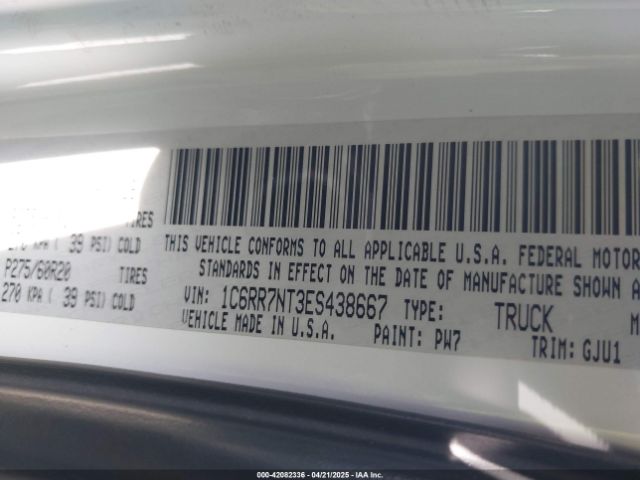 TIRES
KPA ( 39 PSI) COLD
P275/60R20 TIRES
270 KPA ( 39 PSI) COLD
THIS VEHICLE CONFORMS TO ALL APPLICABLE U.S.A. FEDERAL MOTOR
STANDARDS IN EFFECT ON THE DATE OF MANUFACTURE SHOWN A
VIN: 1C6RR7NT3ES438667 TYPE: TRUCK M
VEHICLE MADE IN U.S.A. PAINT: PW7 TRIM: GJU1
000-42082336 - 04/21/2025 - IAA Inc.